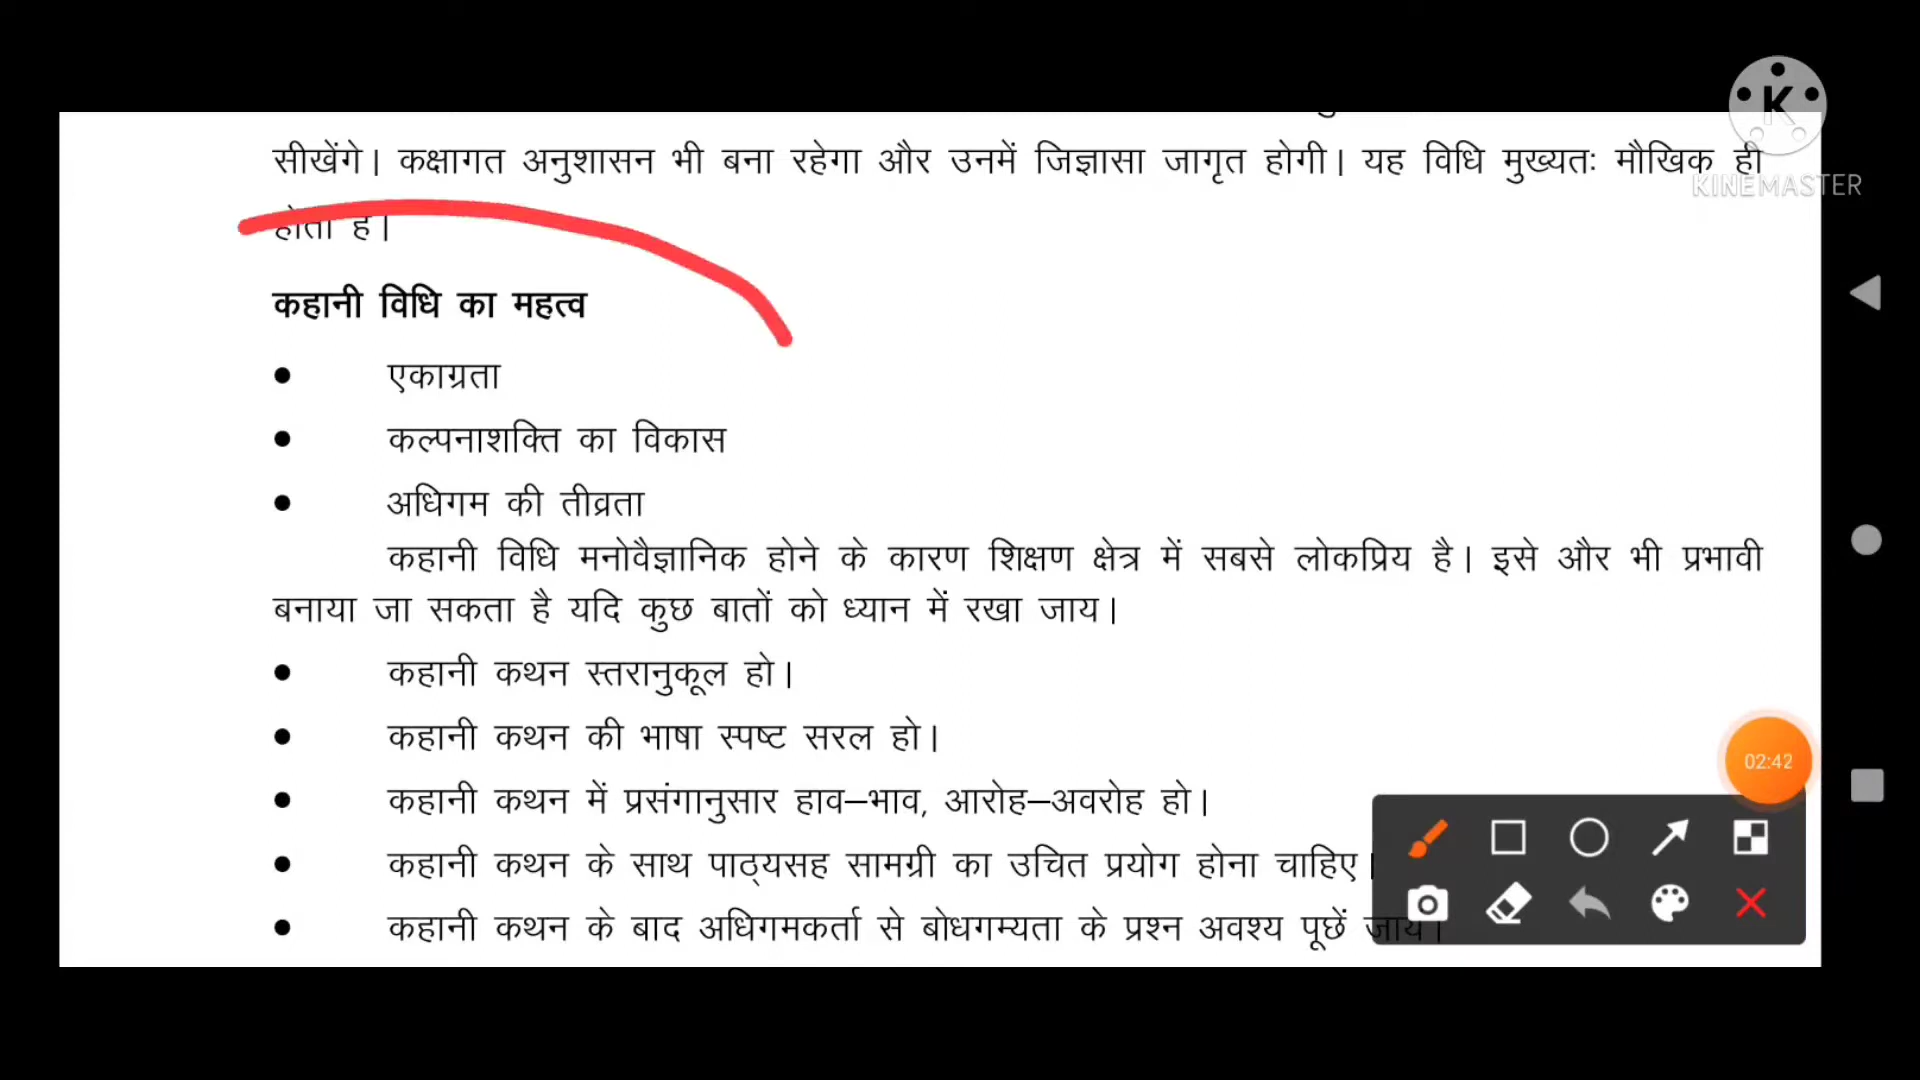 सीखेंगे। कक्षागत अनुशासन भी बना रहेगा और उनमें जिज्ञासा जागृत होगी। यह विधि मुख्यतः मौखिक ही
KINEMASTER
होता है।
कहानी विधि का महत्व
● एकाग्रता
● कल्पनाशक्ति का विकास
● अधिगम की तीव्रता
कहानी विधि मनोवैज्ञानिक होने के कारण शिक्षण क्षेत्र में सबसे लोकप्रिय है। इसे और भी प्रभावी
बनाया जा सकता है यदि कुछ बातों को ध्यान में रखा जाय।
● कहानी कथन स्तरानुकूल हो।
● कहानी कथन की भाषा स्पष्ट सरल हो।
02:42
● कहानी कथन में प्रसंगानुसार हाव—भाव, आरोह—अवरोह हो।
● कहानी कथन के साथ पाठ्यसह सामग्री का उचित प्रयोग होना चाहिए।
● कहानी कथन के बाद अधिगमकर्ता से बोधगम्यता के प्रश्न अवश्य पूछें जाय।